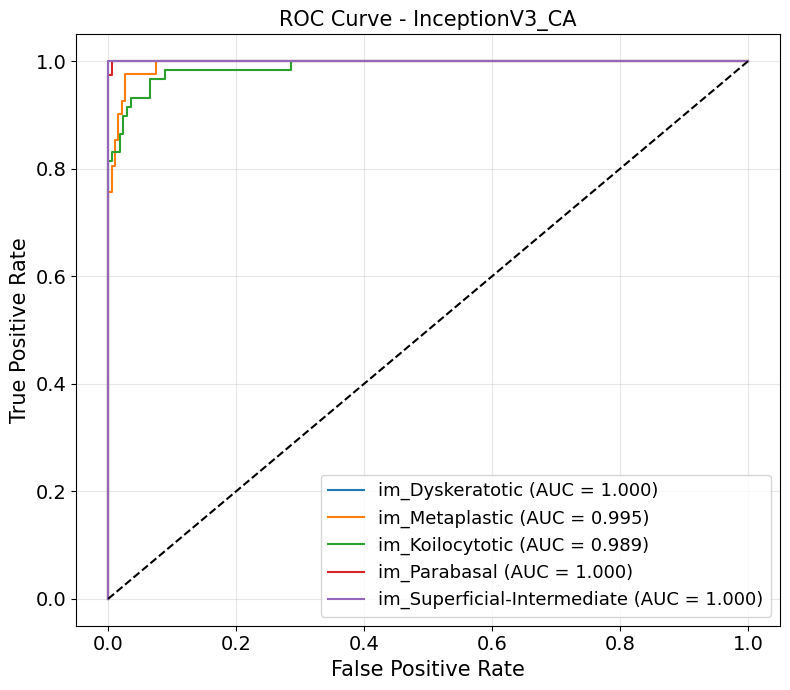 ROC Curve - InceptionV3_CA
True Positive Rate
1.0
0.8
0.6
0.4
0.2
0.0
im_Dyskeratotic (AUC = 1.000)
im_Metaplastic (AUC = 0.995)
im_Koilocytotic (AUC = 0.989)
im_Parabasal (AUC = 1.000)
im_Superficial-Intermediate (AUC = 1.000)
0.0 0.2 0.4 0.6 0.8 1.0
False Positive Rate